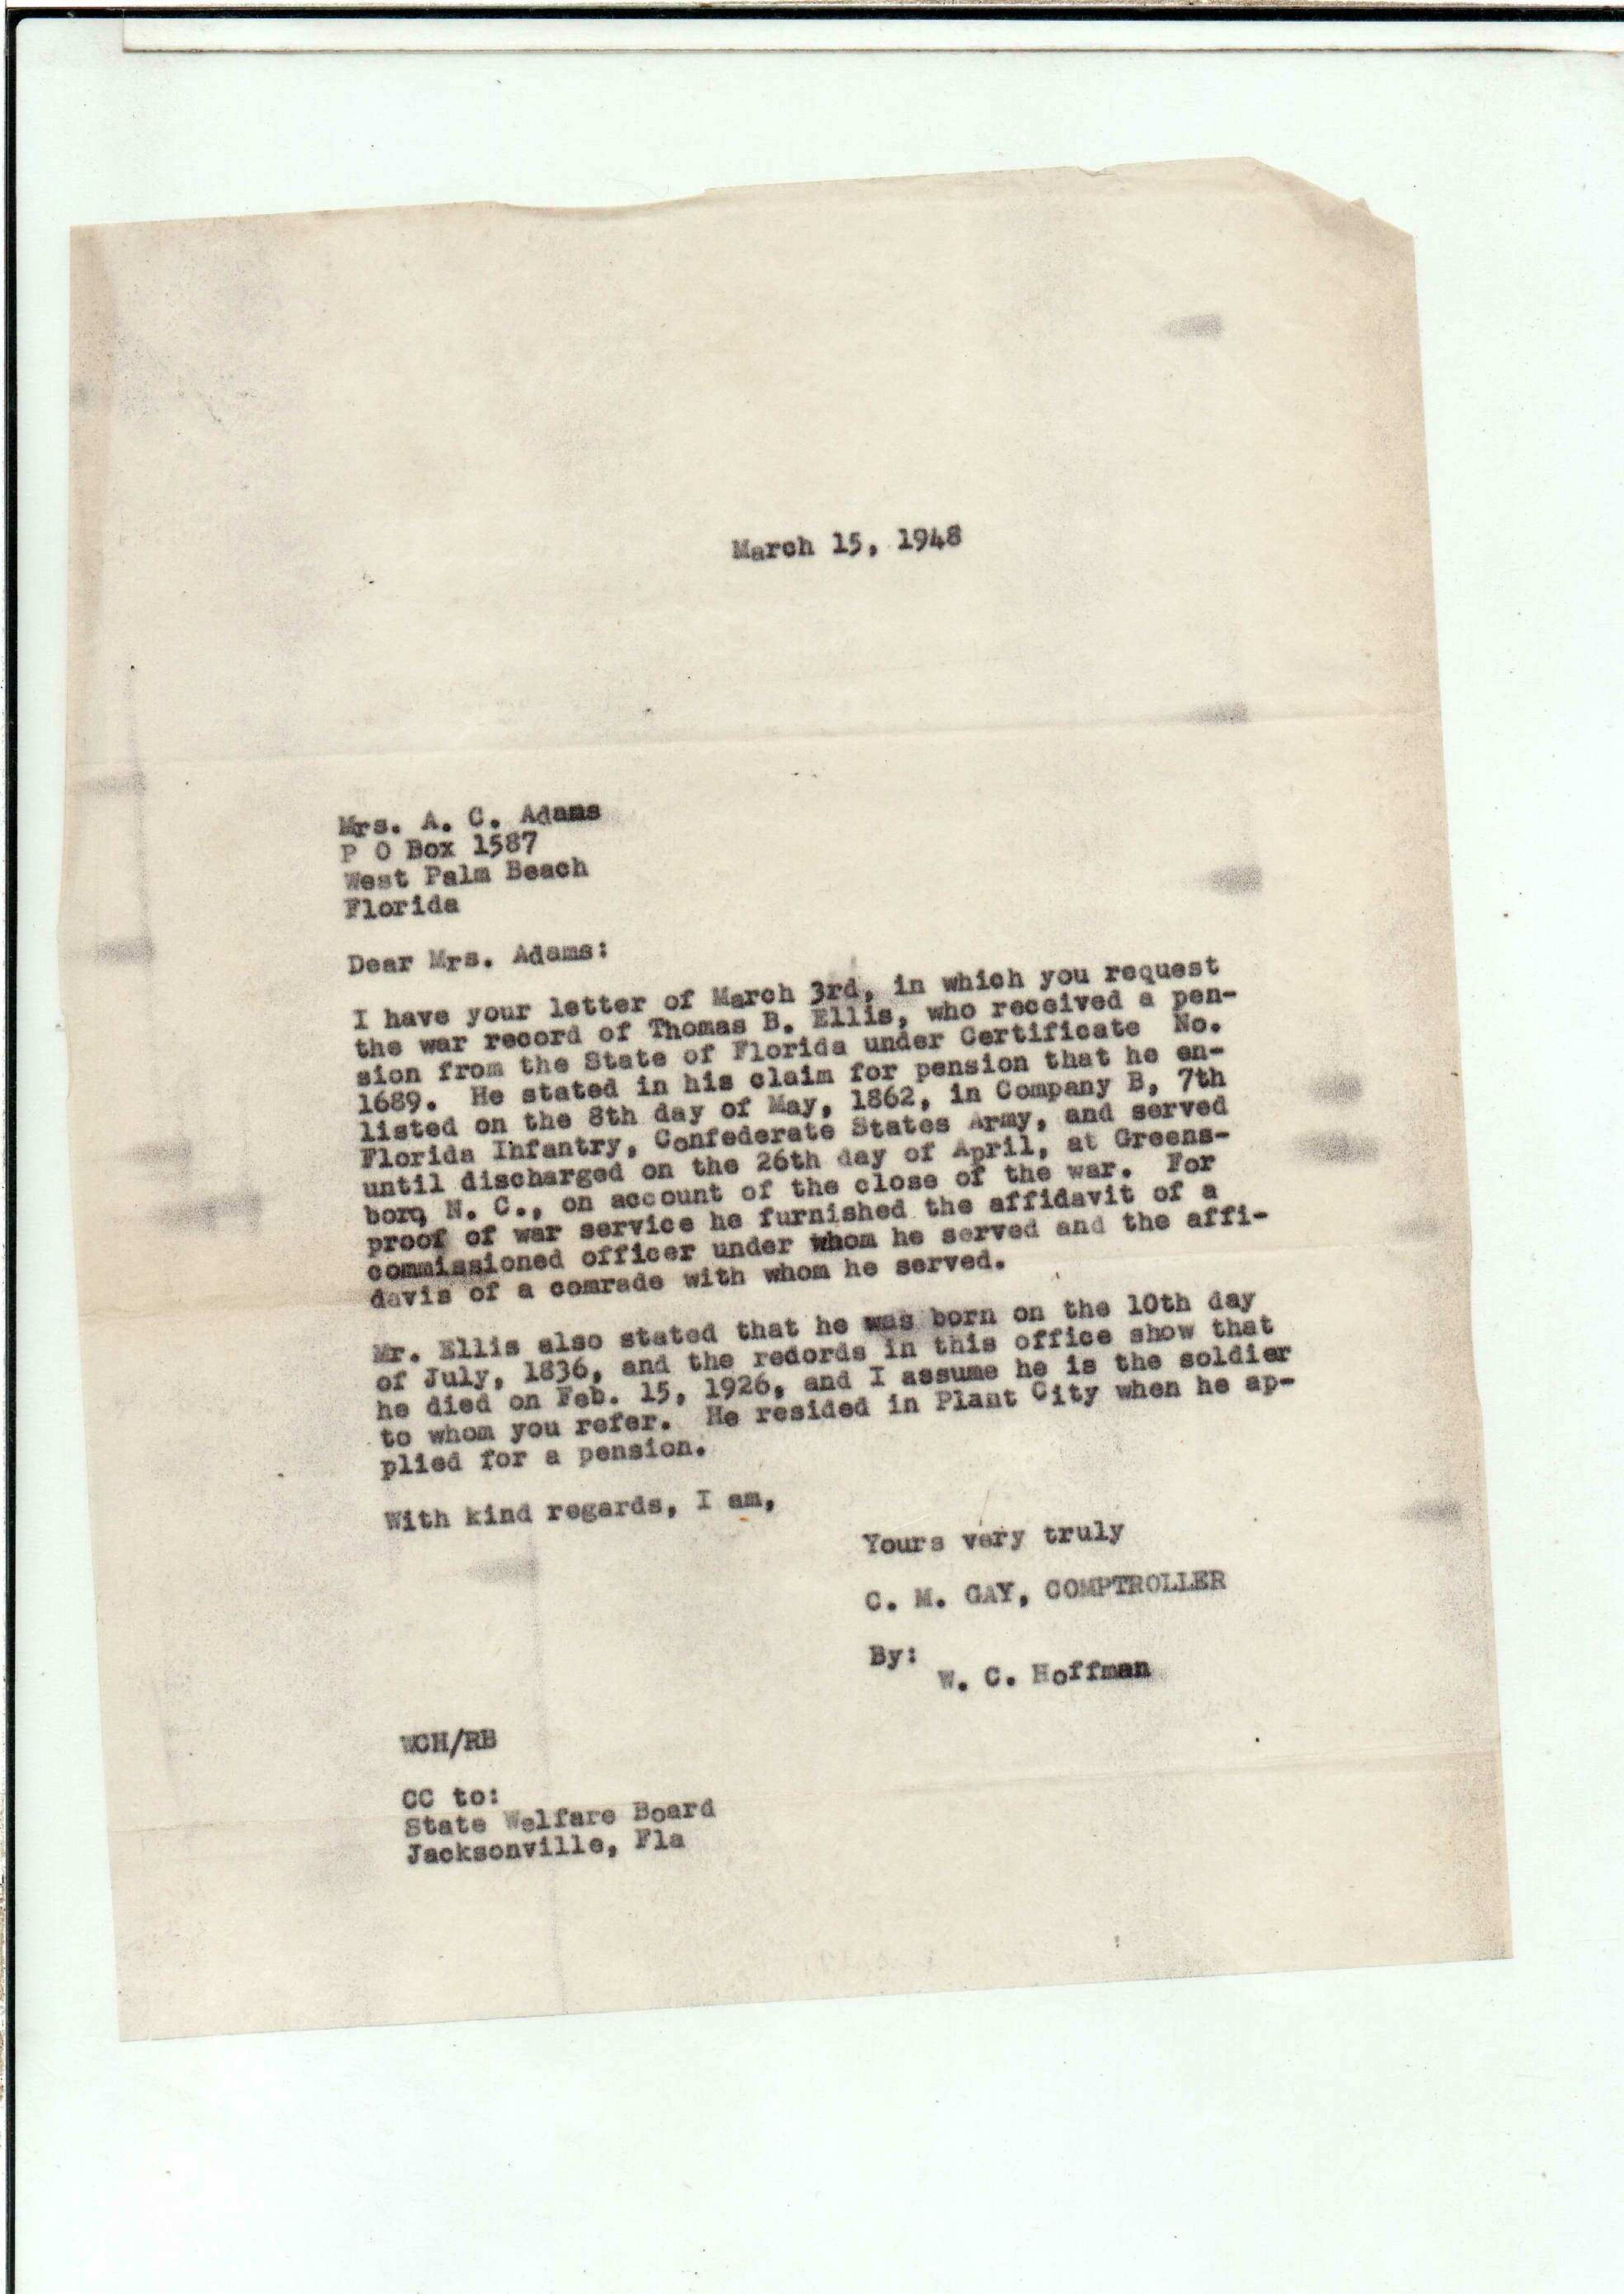 March 15, 1948
Mrs. A. C. Adams
P O Box 1587
West Palm Beach
Florida
Dear Mrs. Adams:
I have your letter of March 3rd, in which you request
the war record of Thomas B. Ellis, who received a pen-
sion from the State of Florida under Certificate No.
1689. He stated in his claim for pension that he en-
listed on the 8th day of May, 1862, in Company B, 7th
Florida Infantry, Confederate States Army, and served
until discharged on the 26th day of April, at Greens-
boro, N. C., on account of the close of the war. For
proof of war service he furnished the affidavit of a
commissioned officer under whom he served and the affi-
davis of a comrade with whom he served.
Mr. Ellis also stated that he was born on the 10th day
of July, 1836, and the redords in this office show that
he died on Feb. 15, 1926, and I assume he is the soldier
to whom you refer. He resided in Plant City when he ap-
plied for a pension.
With kind regards, I am,
Yours very truly
C. M. GAY, COMPTROLLER
By:
W. C. Hoffman
WCH/RB
CC to:
State Welfare Board
Jacksonville, Fla